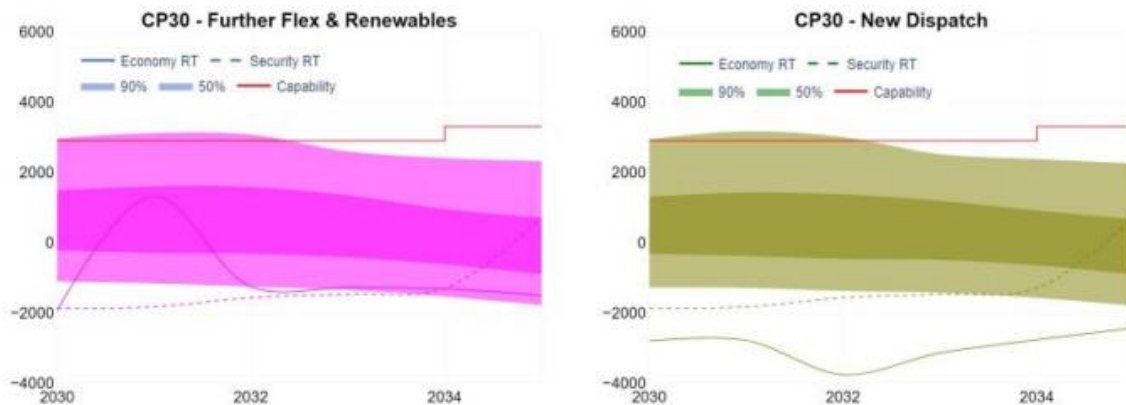 CP30 - Further Flex & Renewables
6000
Economy RT
Security RT
90%
50%
Capability
4000
2000
0
−2000
−4000
2030
2032
2034
CP30 - New Dispatch
6000
Economy RT
Security RT
90%
50%
Capability
4000
2000
0
−2000
−4000
2030
2032
2034